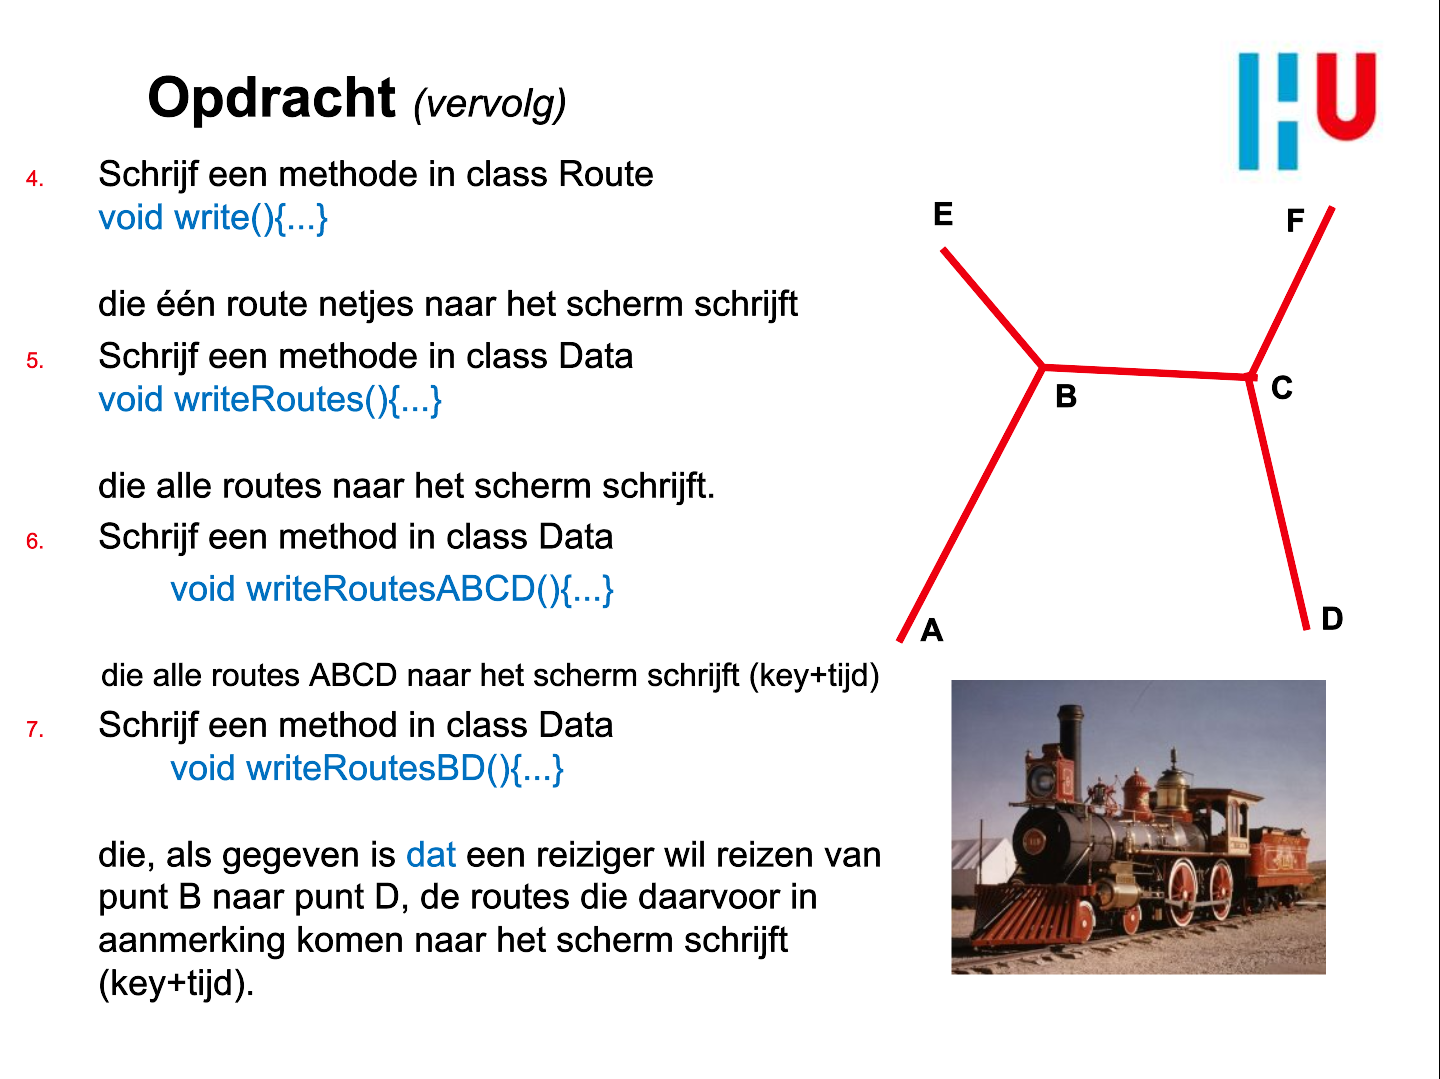 Opdracht (vervolg)
HU
4. Schrijf een methode in class Route
void write(){...}
die één route netjes naar het scherm schrijft
5. Schrijf een methode in class Data
void writeRoutes(){...}
die alle routes naar het scherm schrijft.
6. Schrijf een method in class Data
void writeRoutesABCD(){...}
die alle routes ABCD naar het scherm schrijft (key+tijd)
7. Schrijf een method in class Data
void writeRoutesBD(){...}
die, als gegeven is dat een reiziger wil reizen van
punt B naar punt D, de routes die daarvoor in
aanmerking komen naar het scherm schrijft
(key+tijd).
E
F
B
C
A
D